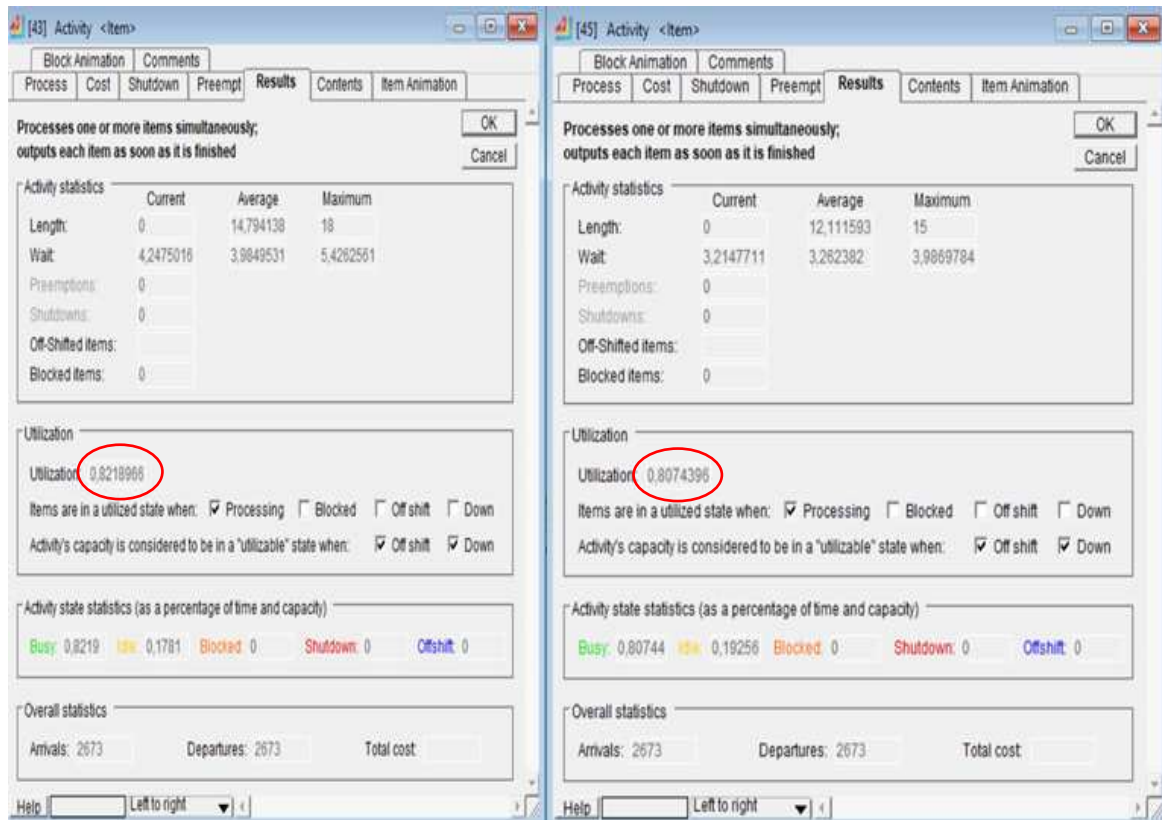 [43] Activity <Item>
Block Animation Comments
Process Cost Shutdown Preempt Results Contents Item Animation
Processes one or more items simultaneously;
outputs each item as soon as it is finished
OK
Cancel
Activity statistics
Current Average Maximum
Length: 0 14,794138 18
Wait: 4,2475016 3,9849531 5,4262561
Preemptions: 0
Shutdowns: 0
Off-Shifted items:
Blocked items: 0
Utilization
Utilization: 0,8218966
Items are in a utilized state when: Processing Blocked Off shift Down
Activity's capacity is considered to be in a "utilizable" state when: Off shift Down
Activity state statistics (as a percentage of time and capacity)
Busy: 0,8219 Idle: 0,1781 Blocked: 0 Shutdown: 0 Offshift: 0
Overall statistics
Arrivals: 2673 Departures: 2673 Total cost:
Help Left to right
[45] Activity <Item>
Block Animation Comments
Process Cost Shutdown Preempt Results Contents Item Animation
Processes one or more items simultaneously;
outputs each item as soon as it is finished
OK
Cancel
Activity statistics
Current Average Maximum
Length: 0 12,111593 15
Wait: 3,2147711 3,262382 3,9869784
Preemptions: 0
Shutdowns: 0
Off-Shifted items:
Blocked items: 0
Utilization
Utilization: 0,8074396
Items are in a utilized state when: Processing Blocked Off shift Down
Activity's capacity is considered to be in a "utilizable" state when: Off shift Down
Activity state statistics (as a percentage of time and capacity)
Busy: 0,80744 Idle: 0,19256 Blocked: 0 Shutdown: 0 Offshift: 0
Overall statistics
Arrivals: 2673 Departures: 2673 Total cost:
Help Left to right